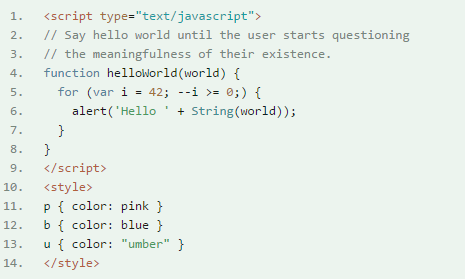 1. <script type="text/javascript">
2. // Say hello world until the user starts questioning
3. // the meaningfulness of their existence.
4. function helloWorld(world) {
5.   for (var i = 42; --i >= 0;) {
6.     alert('Hello ' + String(world));
7.   }
8. }
9. </script>
10. <style>
11. p { color: pink }
12. b { color: blue }
13. u { color: "umber" }
14. </style>